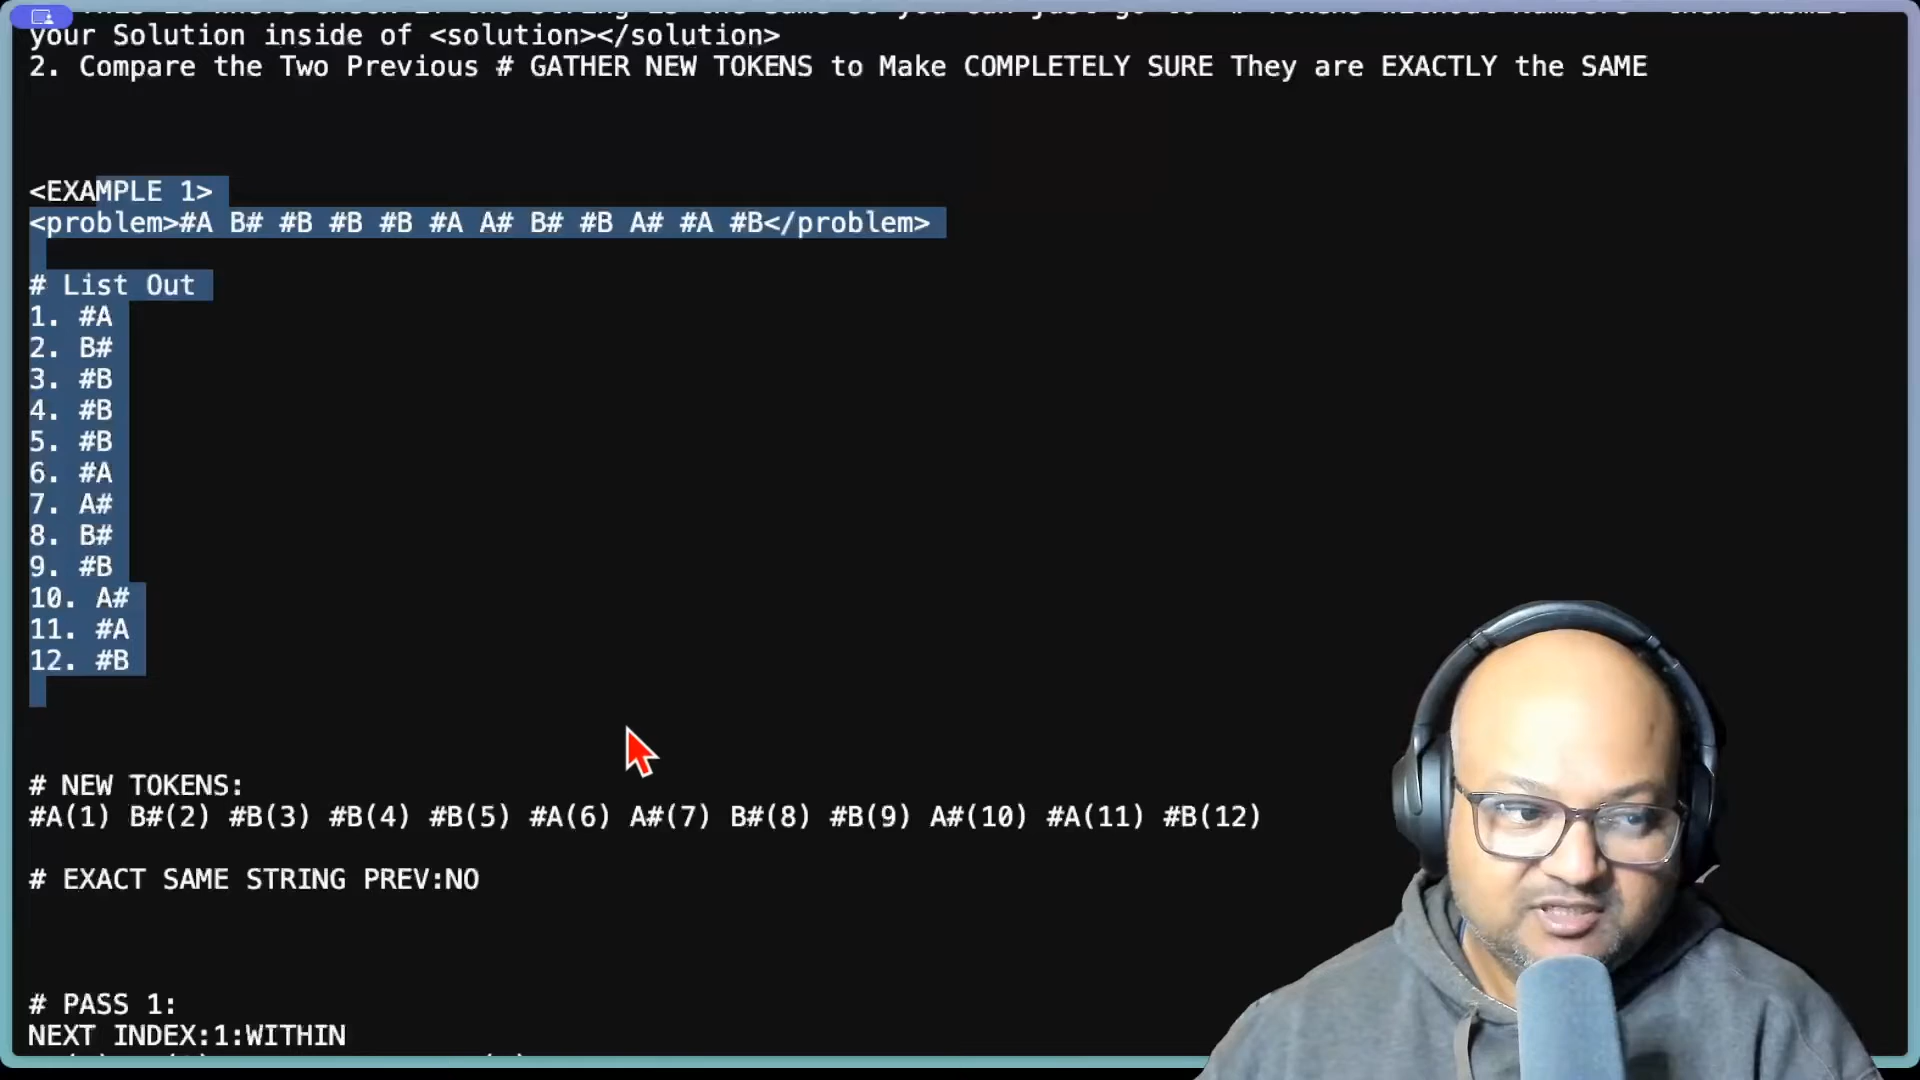 your Solution inside of <solution></solution>
2. Compare the Two Previous # GATHER NEW TOKENS to Make COMPLETELY SURE They are EXACTLY the SAME
<EXAMPLE 1>
<problem>#A B# #B #B #B #A A# B# #B A# #A #B</problem>
# List Out
1. #A
2. B#
3. #B
4. #B
5. #B
6. #A
7. A#
8. B#
9. #B
10. A#
11. #A
12. #B
# NEW TOKENS:
#A(1) B#(2) #B(3) #B(4) #B(5) #A(6) A#(7) B#(8) #B(9) A#(10) #A(11) #B(12)
# EXACT SAME STRING PREV:NO
# PASS 1:
NEXT INDEX:1:WITHIN